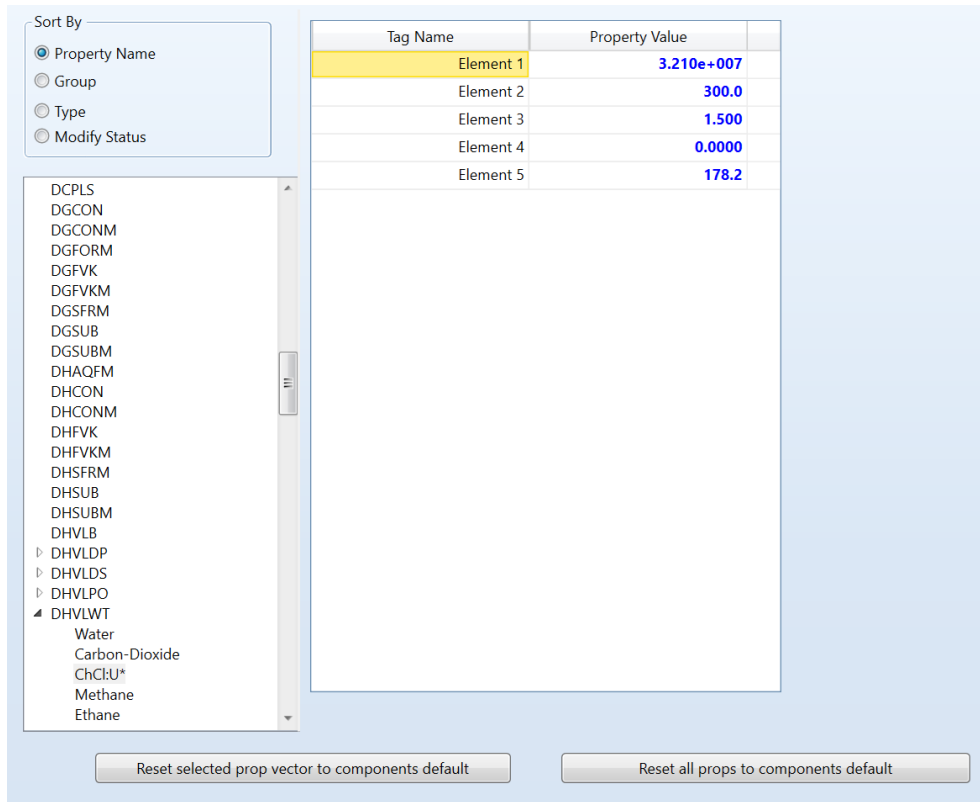 Sort By
Property Name
Group
Type
Modify Status
DCPLS
DGCON
DGCONM
DGFORM
DGFVK
DGFVKM
DGSFRM
DGSUB
DGSUBM
DHAQFM
DHCON
DHCONM
DHFVK
DHFVKM
DHSFRM
DHSUB
DHSUBM
DHVLB
DHVLDP
DHVLDS
DHVLPO
DHVLWT
Water
Carbon-Dioxide
ChCl:U*
Methane
Ethane
Tag Name Property Value
Element 1 3.210e+007
Element 2 300.0
Element 3 1.500
Element 4 0.0000
Element 5 178.2
Reset selected prop vector to components default
Reset all props to components default